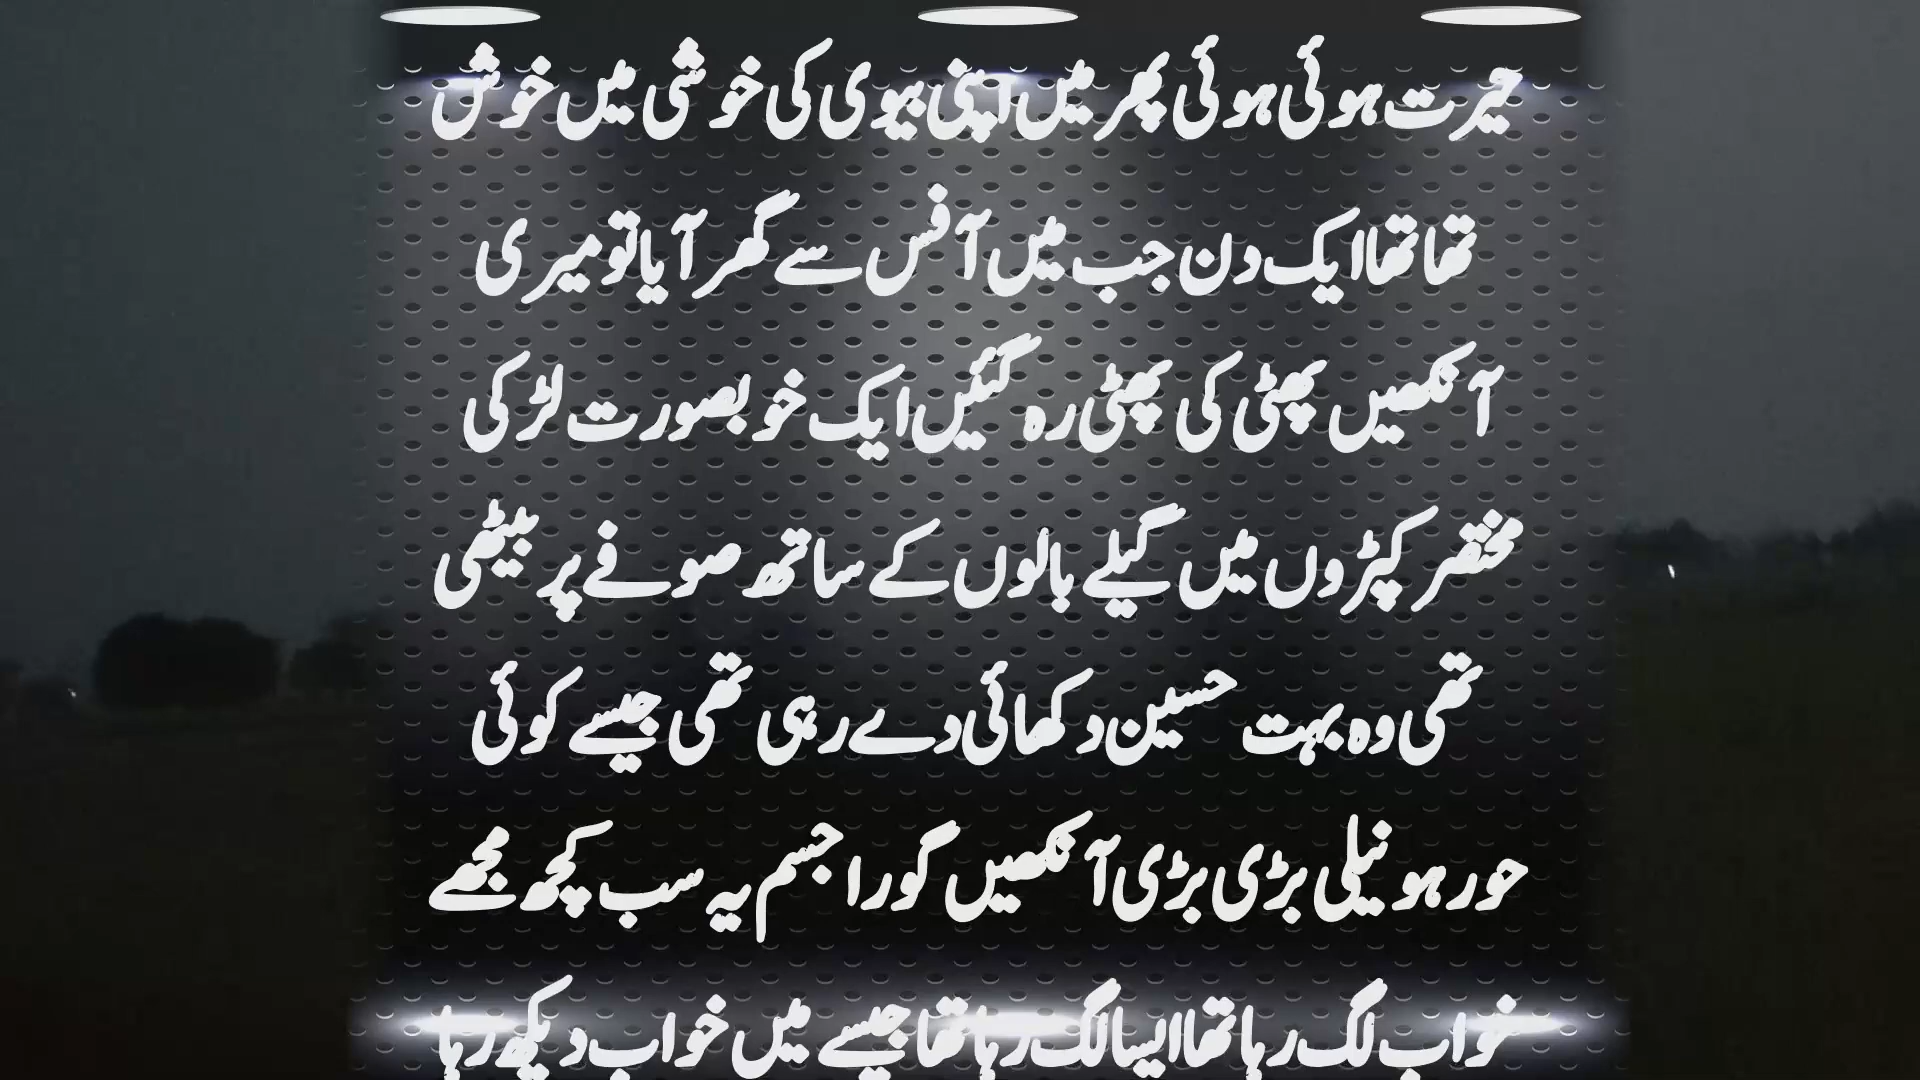 حیرت ہوئی ہوئی پھر میں اپنی بیوی کی خوشی میں خوش
تھا تھا ایک دن جب میں آفس سے گھر آیا تو میری
آنکھیں پھٹی کی پھٹی رہ گئیں ایک خوبصورت لڑکی
مختصر کپڑوں میں گیلے بالوں کے ساتھ صوفے پر بیٹھی
تھی وہ بہت حسین دکھائی دے رہی تھی جیسے کوئی
حور ہو نیلی بڑی بڑی آنکھیں گورا جسم یہ سب کچھ مجھے
خواب لگ رہا تھا ایسا لگ رہا تھا جیسے میں خواب دیکھ رہا